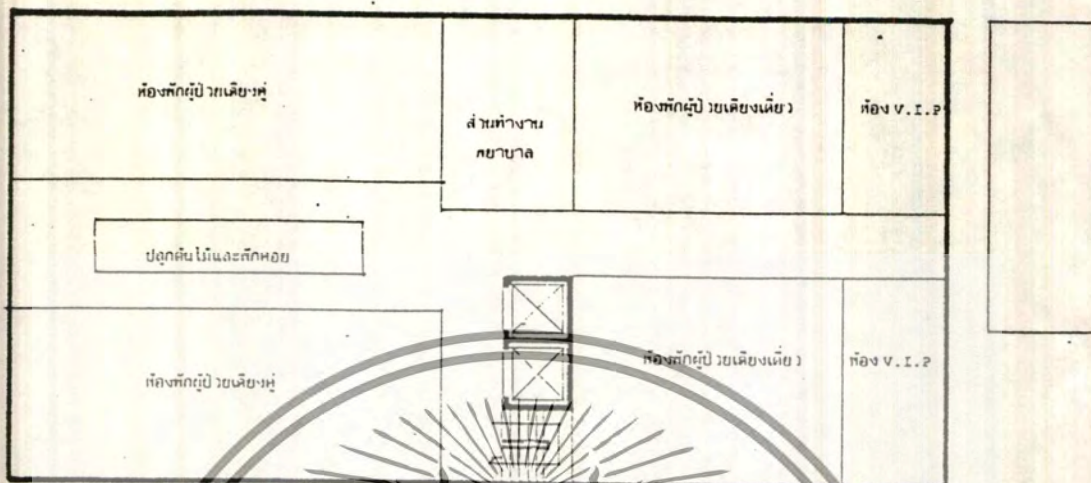 ห้องพักผู้ป่วยเตียงคู่
ส่วนทำงาน
พยาบาล
ห้องพักผู้ป่วยเตียงเดี่ยว
ห้อง V.I.P
ปลูกต้นไม้และพักคอย
ห้องพักผู้ป่วยเตียงคู่
ห้องพักผู้ป่วยเตียงเดี่ยว
ห้อง V.I.P